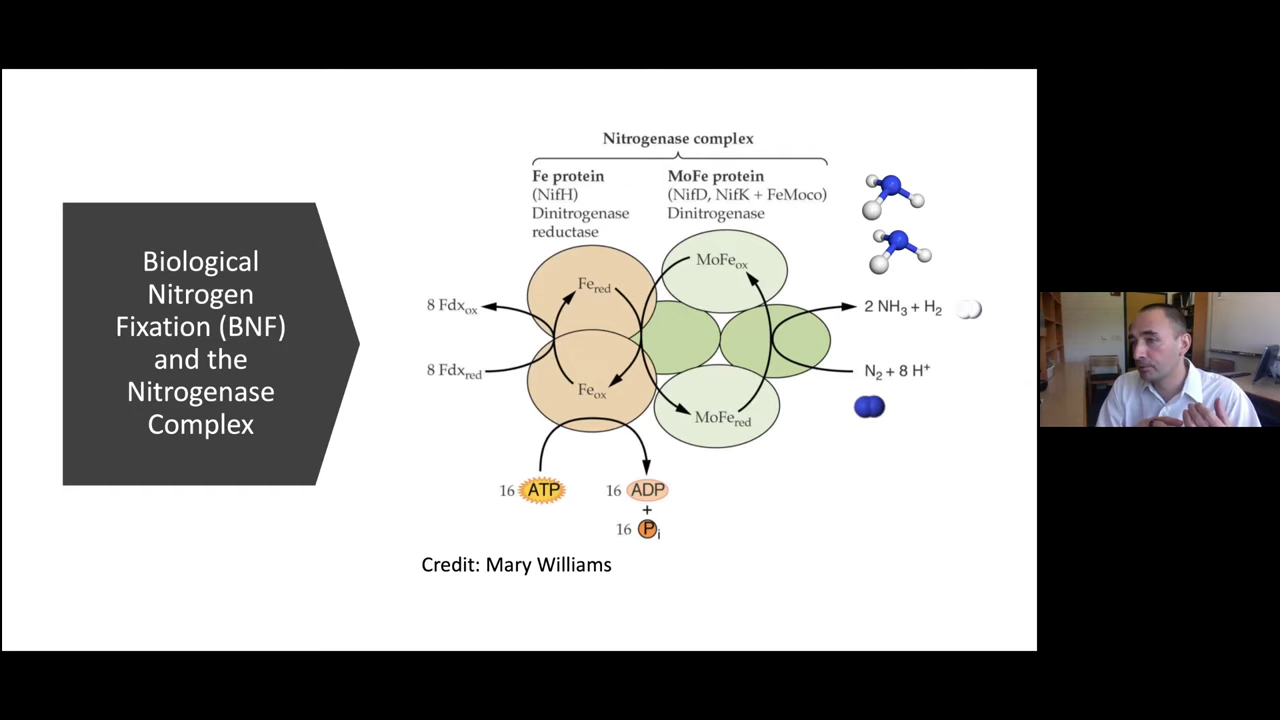 Biological
Nitrogen
Fixation (BNF)
and the
Nitrogenase
Complex
Nitrogenase complex
Fe protein
(NifH)
Dinitrogenase
reductase
MoFe protein
(NifD, NifK + FeMoco)
Dinitrogenase
MoFeox
Fered
8 Fdxox
2 NH3 + H2
8 Fdxred
N2 + 8 H+
Feox
MoFered
16 ATP
16 ADP
+
16 Pi
Credit: Mary Williams